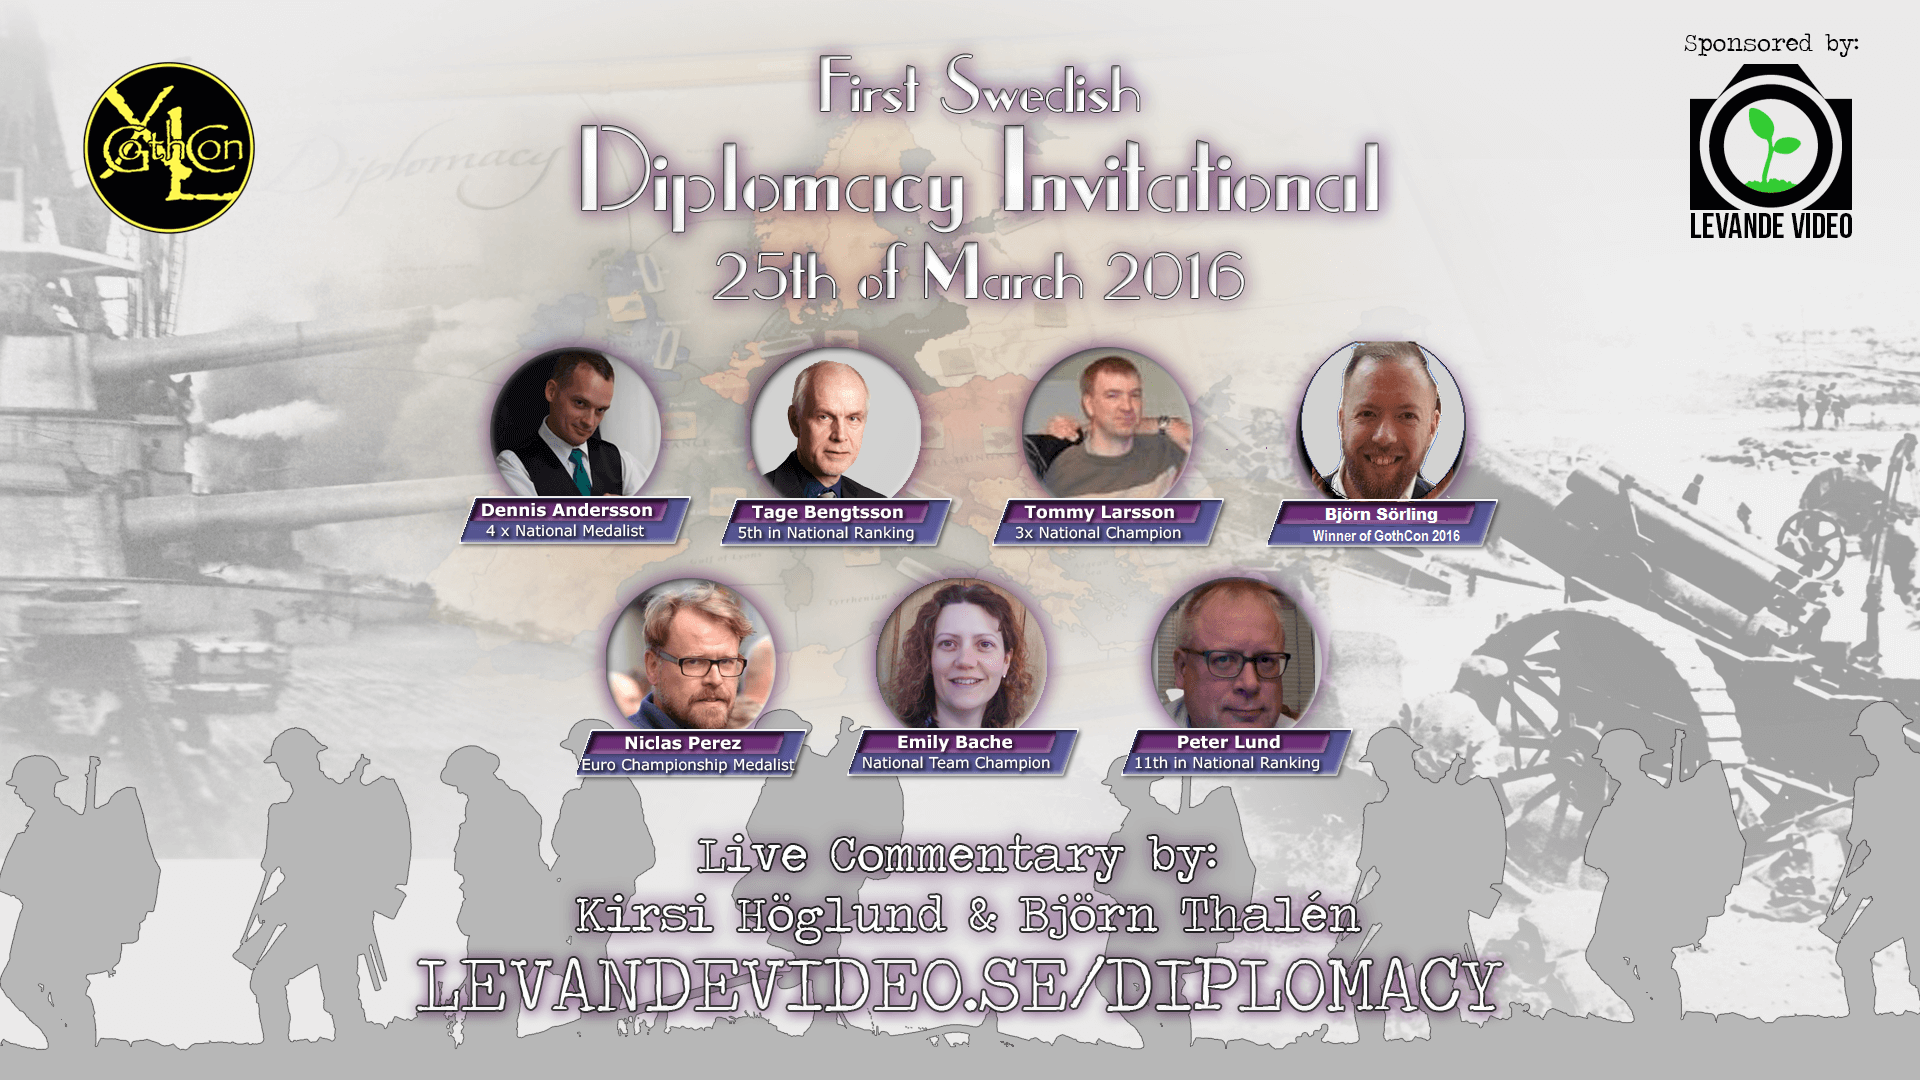 Sponsored by:
First Swedish
Diplomacy Invitational
25th of March 2016
GothCon
XL
Diplomacy
LEVANDE VIDEO
Dennis Andersson
4 x National Medalist
Tage Bengtsson
5th in National Ranking
Tommy Larsson
3x National Champion
Björn Sörling
Winner of GothCon 2016
Niclas Perez
Euro Championship Medalist
Emily Bache
National Team Champion
Peter Lund
11th in National Ranking
Live Commentary by:
Kirsi Höglund & Björn Thalén
LEVANDEVIDEO.SE/DIPLOMACY